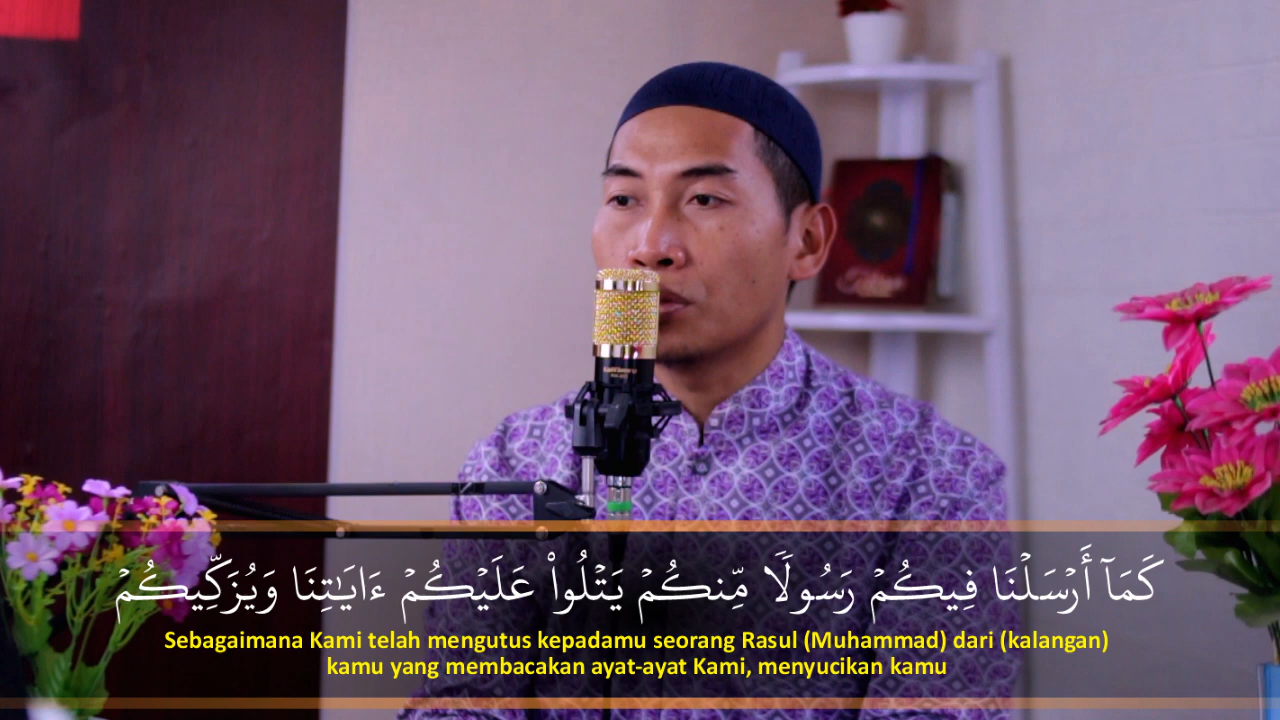 كَمَآ أَرۡسَلۡنَا فِيكُمۡ رَسُولٗا مِّنكُمۡ يَتۡلُواْ عَلَيۡكُمۡ ءَايَٰتِنَا وَيُزَكِّيكُمۡ
Sebagaimana Kami telah mengutus kepadamu seorang Rasul (Muhammad) dari (kalangan)
kamu yang membacakan ayat-ayat Kami, menyucikan kamu